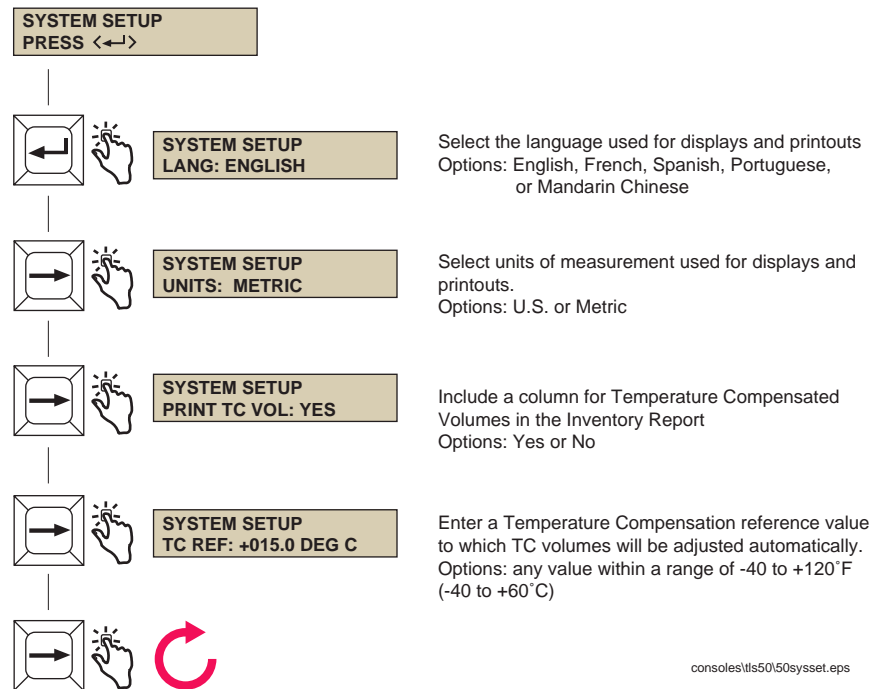 SYSTEM SETUP
PRESS <↵>
SYSTEM SETUP
LANG: ENGLISH
Select the language used for displays and printouts
Options: English, French, Spanish, Portuguese,
or Mandarin Chinese
SYSTEM SETUP
UNITS: METRIC
Select units of measurement used for displays and
printouts.
Options: U.S. or Metric
SYSTEM SETUP
PRINT TC VOL: YES
Include a column for Temperature Compensated
Volumes in the Inventory Report
Options: Yes or No
SYSTEM SETUP
TC REF: +015.0 DEG C
Enter a Temperature Compensation reference value
to which TC volumes will be adjusted automatically.
Options: any value within a range of -40 to +120˚F
(-40 to +60˚C)
consoles\tls50\50sysset.eps